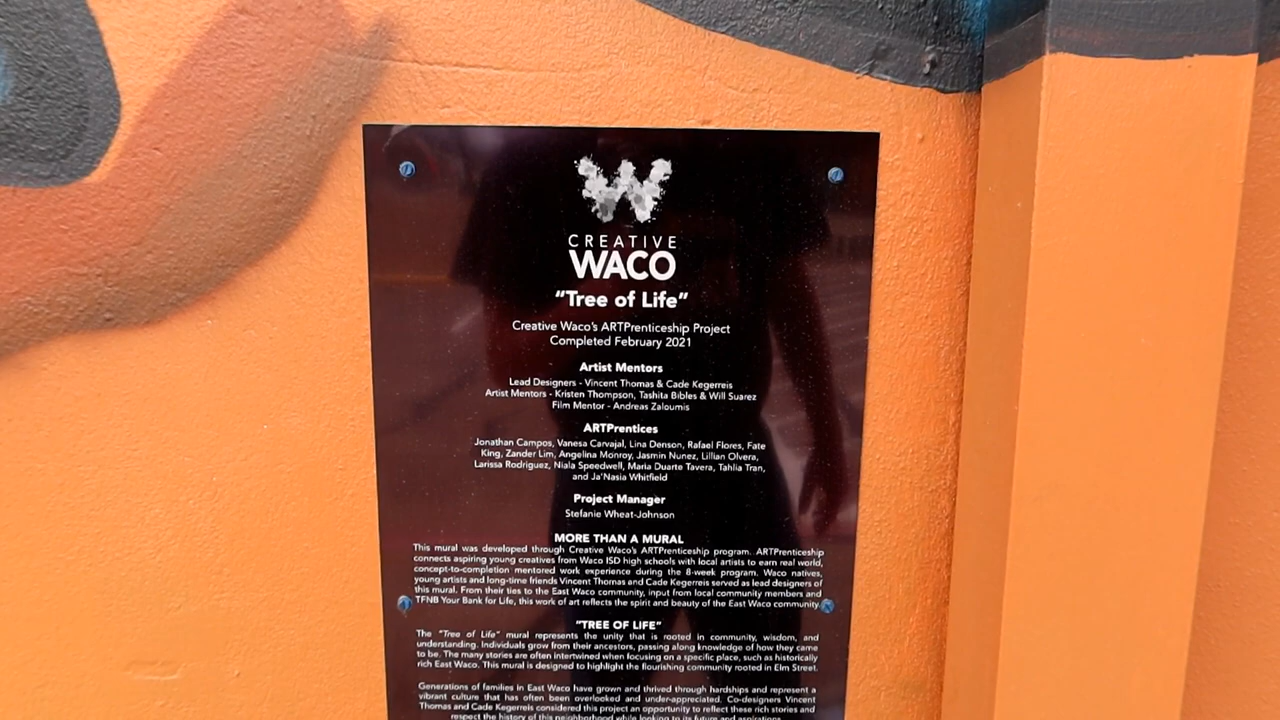 W
CREATIVE
WACO
“Tree of Life”
Creative Waco's ARTPrenticeship Project
Completed February 2021
Artist Mentors
Lead Designers - Vincent Thomas & Cade Kegerreis
Artist Mentors - Kristen Thompson, Tashita Bibles & Will Suarez
Film Mentor - Andreas Zaloumis
ARTPrentices
Jonathan Campos, Vanesa Carvajal, Lina Denson, Rafael Flores, Fate
King, Zander Lim, Angelina Monroy, Jasmin Nunez, Lillian Olvera,
Larissa Rodriguez, Niala Speedwell, Maria Duarte Tavera, Tahlia Tran,
and Ja'Nasia Whitfield
Project Manager
Stefanie Wheat-Johnson
MORE THAN A MURAL
This mural was developed through Creative Waco's ARTPrenticeship program. ARTPrenticeship
connects aspiring young creatives from Waco ISD high schools with local artists to earn real world,
concept-to-completion mentored work experience during the 8-week program. Waco natives,
young artists and long-time friends Vincent Thomas and Cade Kegerreis served as lead designers of
this mural. From their ties to the East Waco community, input from local community members and
TFNB Your Bank for Life, this work of art reflects the spirit and beauty of the East Waco community.
“TREE OF LIFE”
The “Tree of Life” mural represents the unity that is rooted in community, wisdom, and
understanding. Individuals grow from their ancestors, passing along knowledge of how they came
to be. The many stories are often intertwined when focusing on a specific place, such as historically
rich East Waco. This mural is designed to highlight the flourishing community rooted in Elm Street.
Generations of families in East Waco have grown and thrived through hardships and represent a
vibrant culture that has often been overlooked and under-appreciated. Co-designers Vincent
Thomas and Cade Kegerreis considered this project an opportunity to reflect these rich stories and
respect the history of this neighborhood while looking to its future and aspirations.